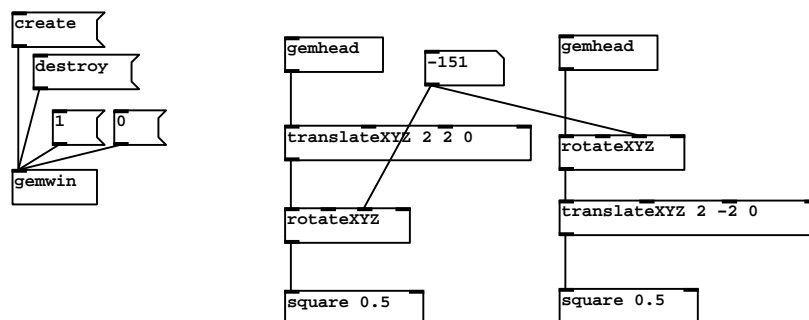 create
destroy
1
0
gemwin
gemhead
-151
gemhead
translateXYZ 2 2 0
rotateXYZ
rotateXYZ
translateXYZ 2 -2 0
square 0.5
square 0.5